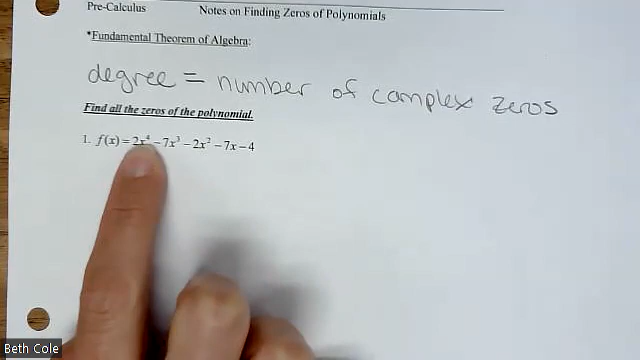 Pre-Calculus Notes on Finding Zeros of Polynomials
*Fundamental Theorem of Algebra:
degree = number of complex zeros
Find all the zeros of the polynomial.
1. f(x) = 2x⁴ − 7x³ − 2x² − 7x − 4
Beth Cole